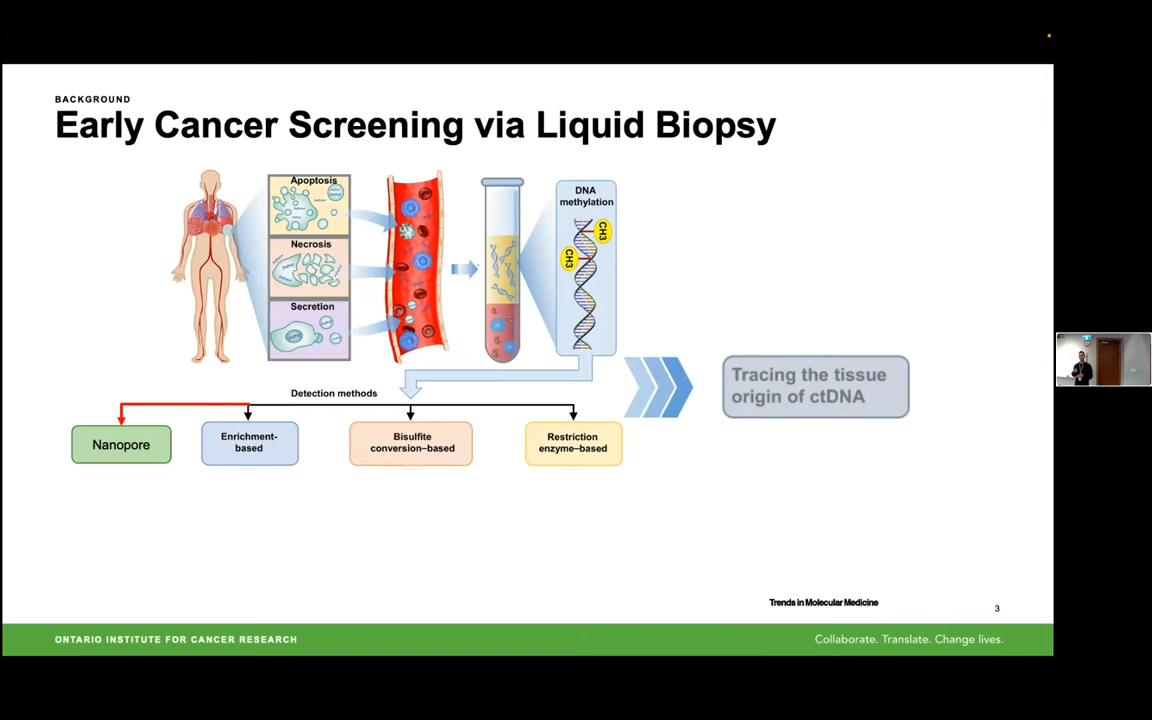 BACKGROUND
Early Cancer Screening via Liquid Biopsy
Apoptosis
Necrosis
Secretion
DNA
methylation
CH3
CH3
Detection methods
Nanopore
Enrichment-
based
Bisulfite
conversion–based
Restriction
enzyme–based
Tracing the tissue
origin of ctDNA
Trends in Molecular Medicine
3
ONTARIO INSTITUTE FOR CANCER RESEARCH
Collaborate. Translate. Change lives.